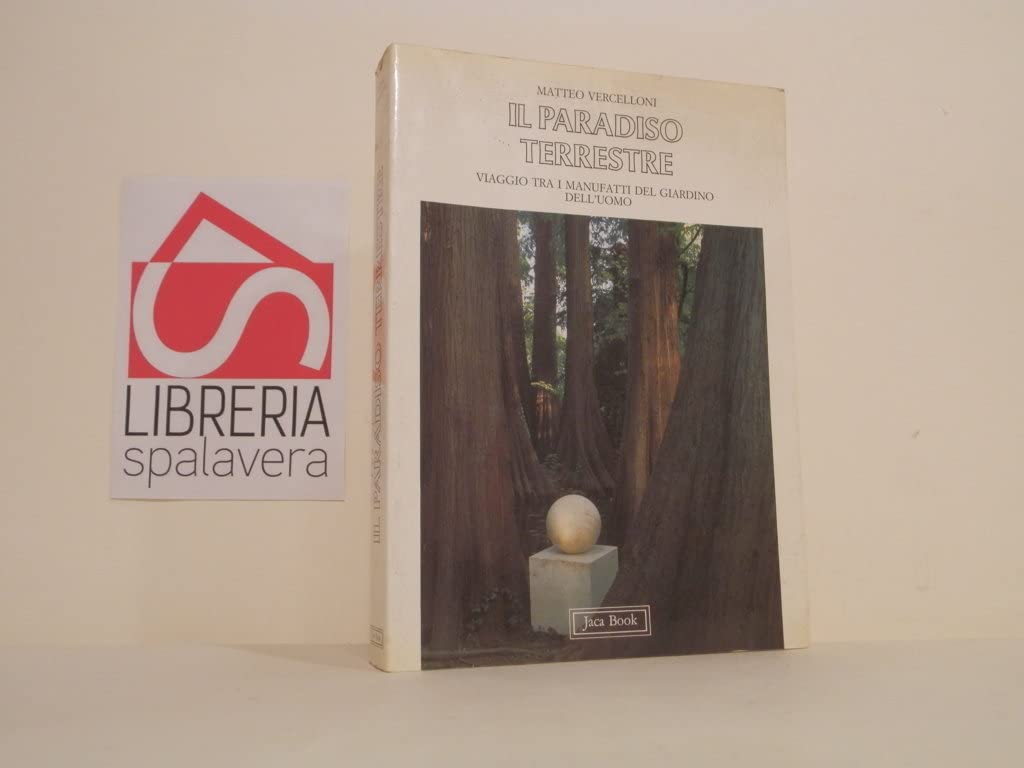 MATTEO VERCELLONI
IL PARADISO
TERRESTRE
VIAGGIO TRA I MANUFATTI DEL GIARDINO
DELL'UOMO
Jaca Book
IL PARADISO TERRESTRE
LIBRERIA
spalavera